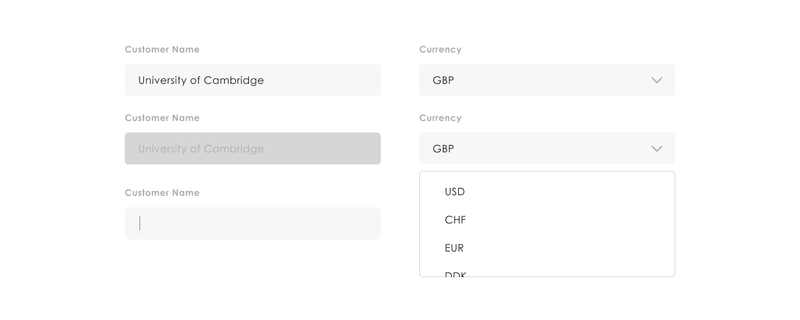 Customer Name
University of Cambridge
Customer Name
University of Cambridge
Customer Name
Currency
GBP
Currency
GBP
USD
CHF
EUR
DDK